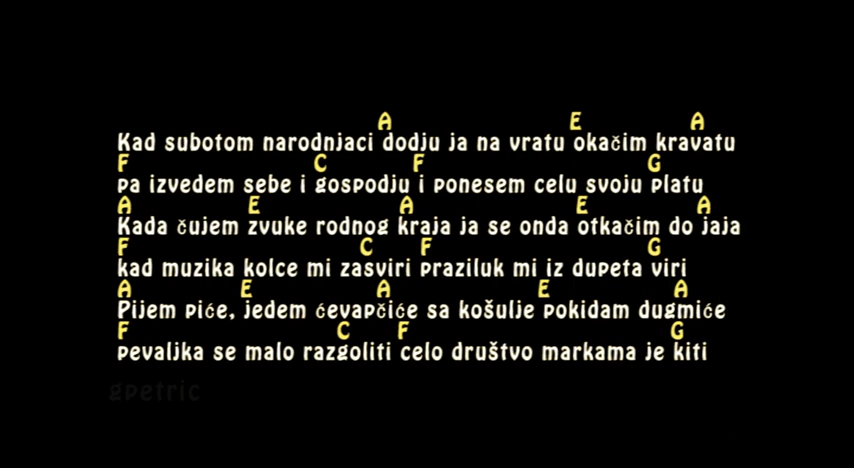 A E A
Kad subotom narodnjaci dodju ja na vratu okačim kravatu
F C F G
pa izvedem sebe i gospodju i ponesem celu svoju platu
A E A E A
Kada čujem zvuke rodnog kraja ja se onda otkačim do jaja
F C F G
kad muzika kolce mi zasviri praziluk mi iz dupeta viri
A E A E A
Pijem piće, jedem ćevapčiće sa košulje pokidam dugmiće
F C F G
pevaljka se malo razgoliti celo društvo markama je kiti
gpetric